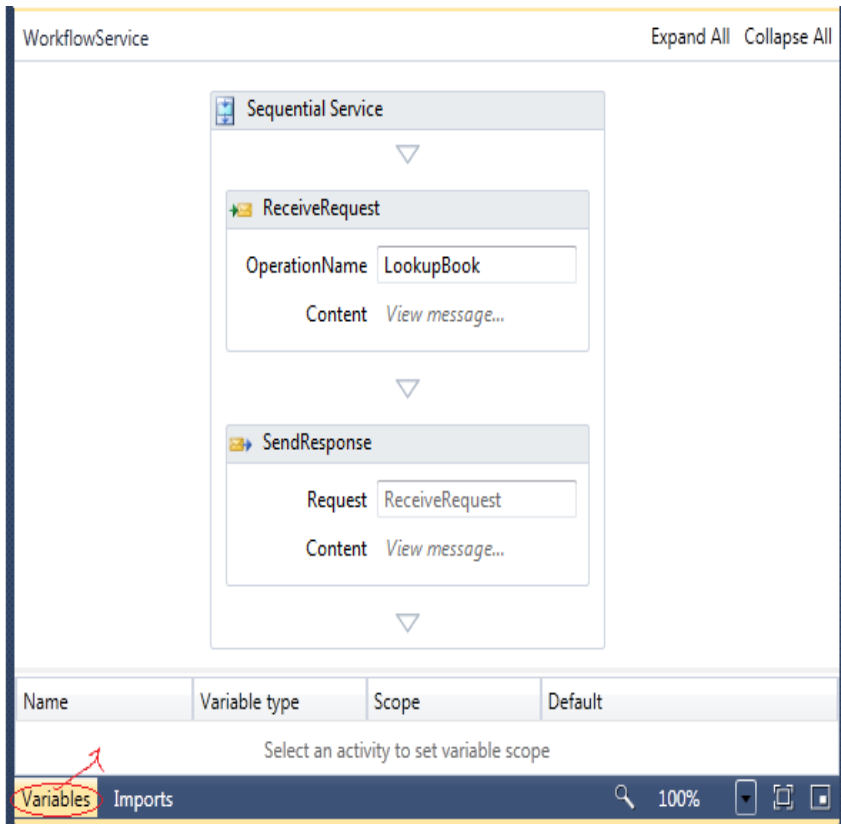 WorkflowService Expand All Collapse All
Sequential Service
ReceiveRequest
OperationName LookupBook
Content View message...
SendResponse
Request ReceiveRequest
Content View message...
Name Variable type Scope Default
Select an activity to set variable scope
Variables Imports 100%